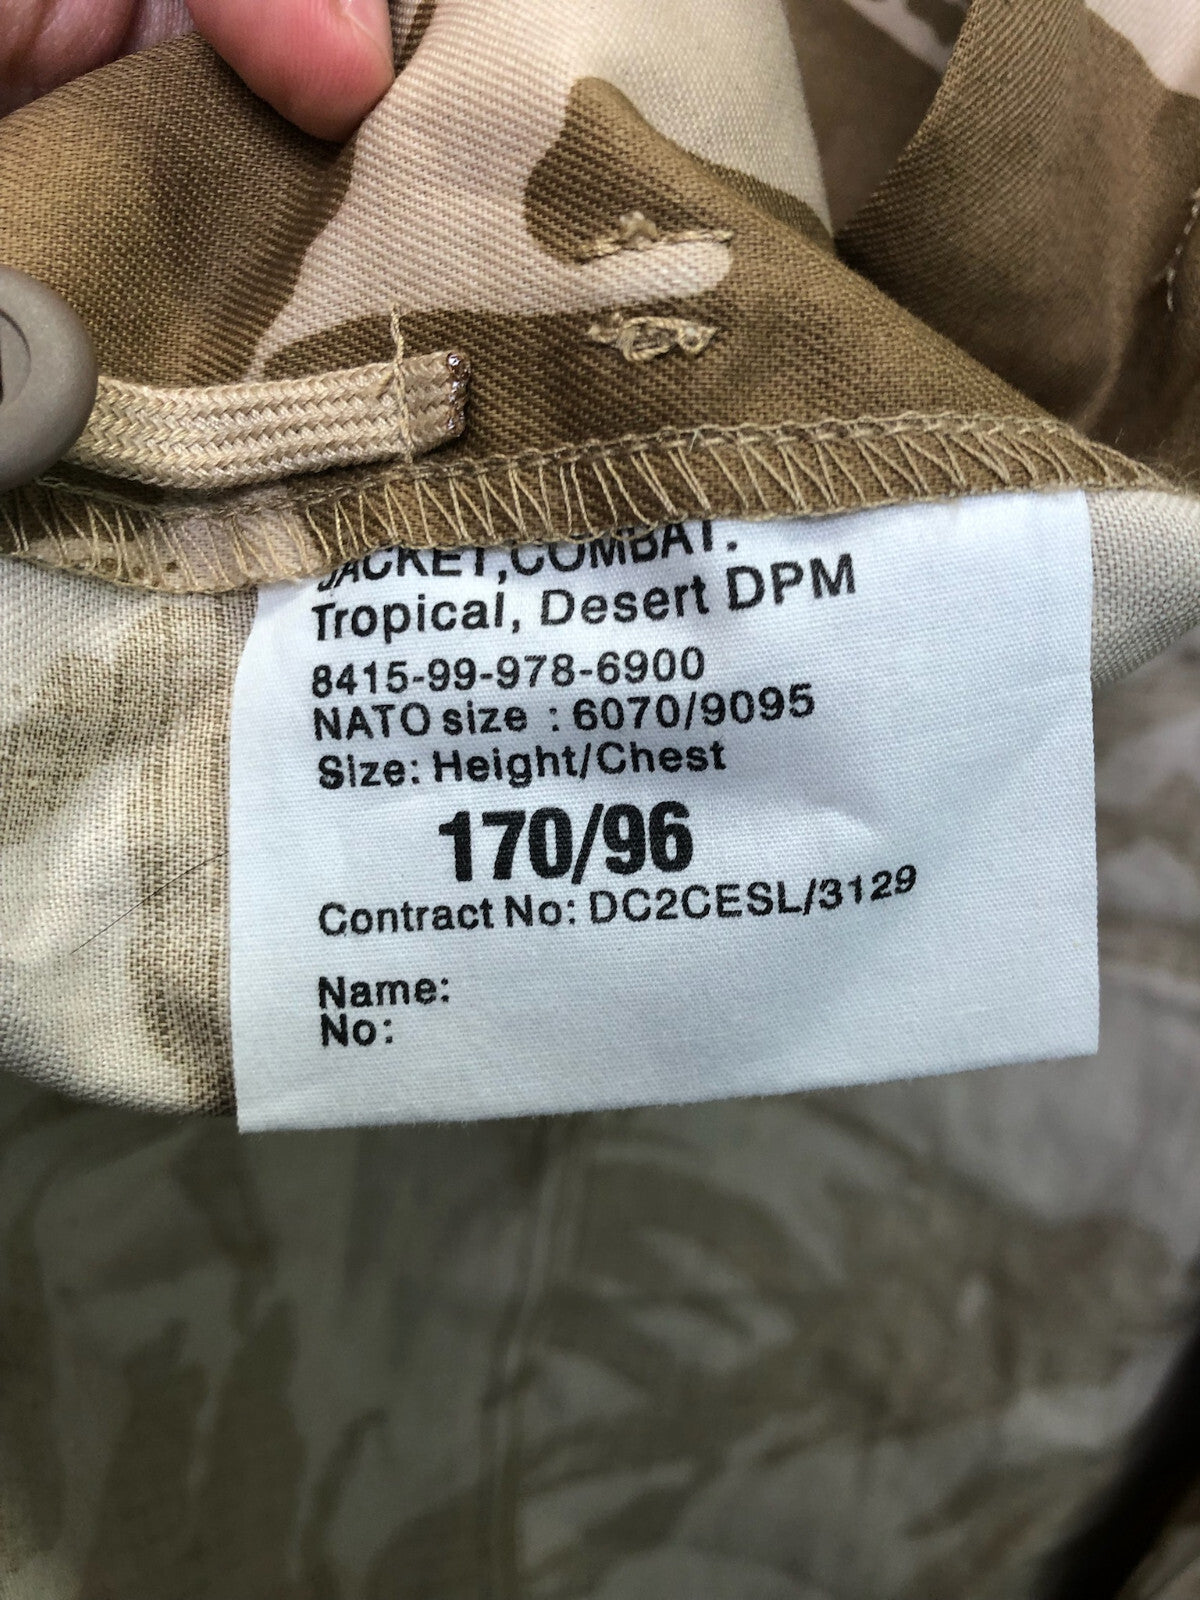 JACKET, COMBAT.
Tropical, Desert DPM
8415-99-978-6900
NATO size : 6070/9095
Size: Height/Chest
170/96
Contract No: DC2CESL/3129
Name:
No: